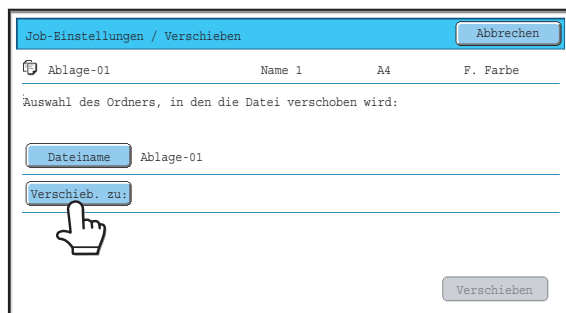 Job-Einstellungen / Verschieben Abbrechen
Ablage-01 Name 1 A4 F. Farbe
Auswahl des Ordners, in den die Datei verschoben wird:
Dateiname Ablage-01
Verschieb. zu:
Verschieben